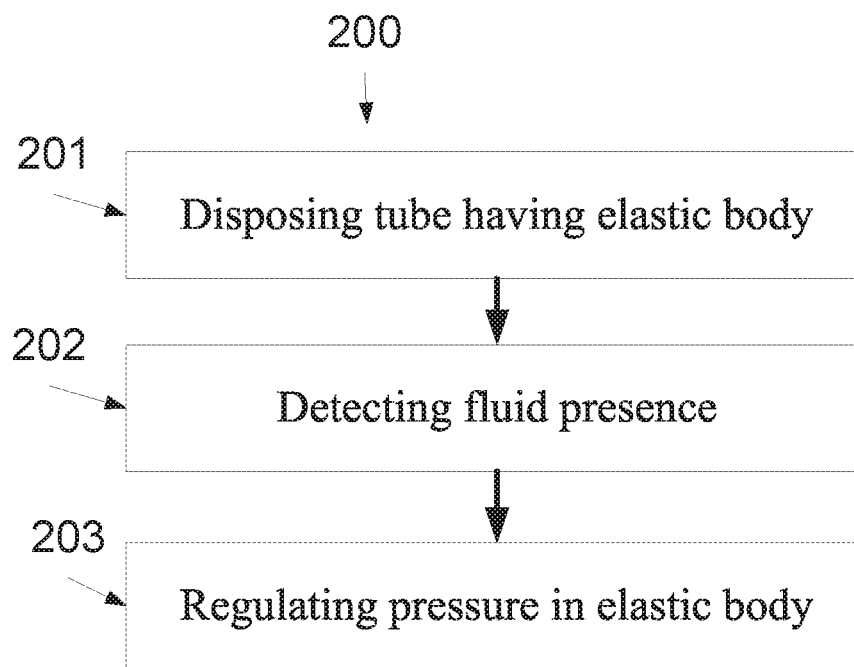 200
201
Disposing tube having elastic body
202
Detecting fluid presence
203
Regulating pressure in elastic body